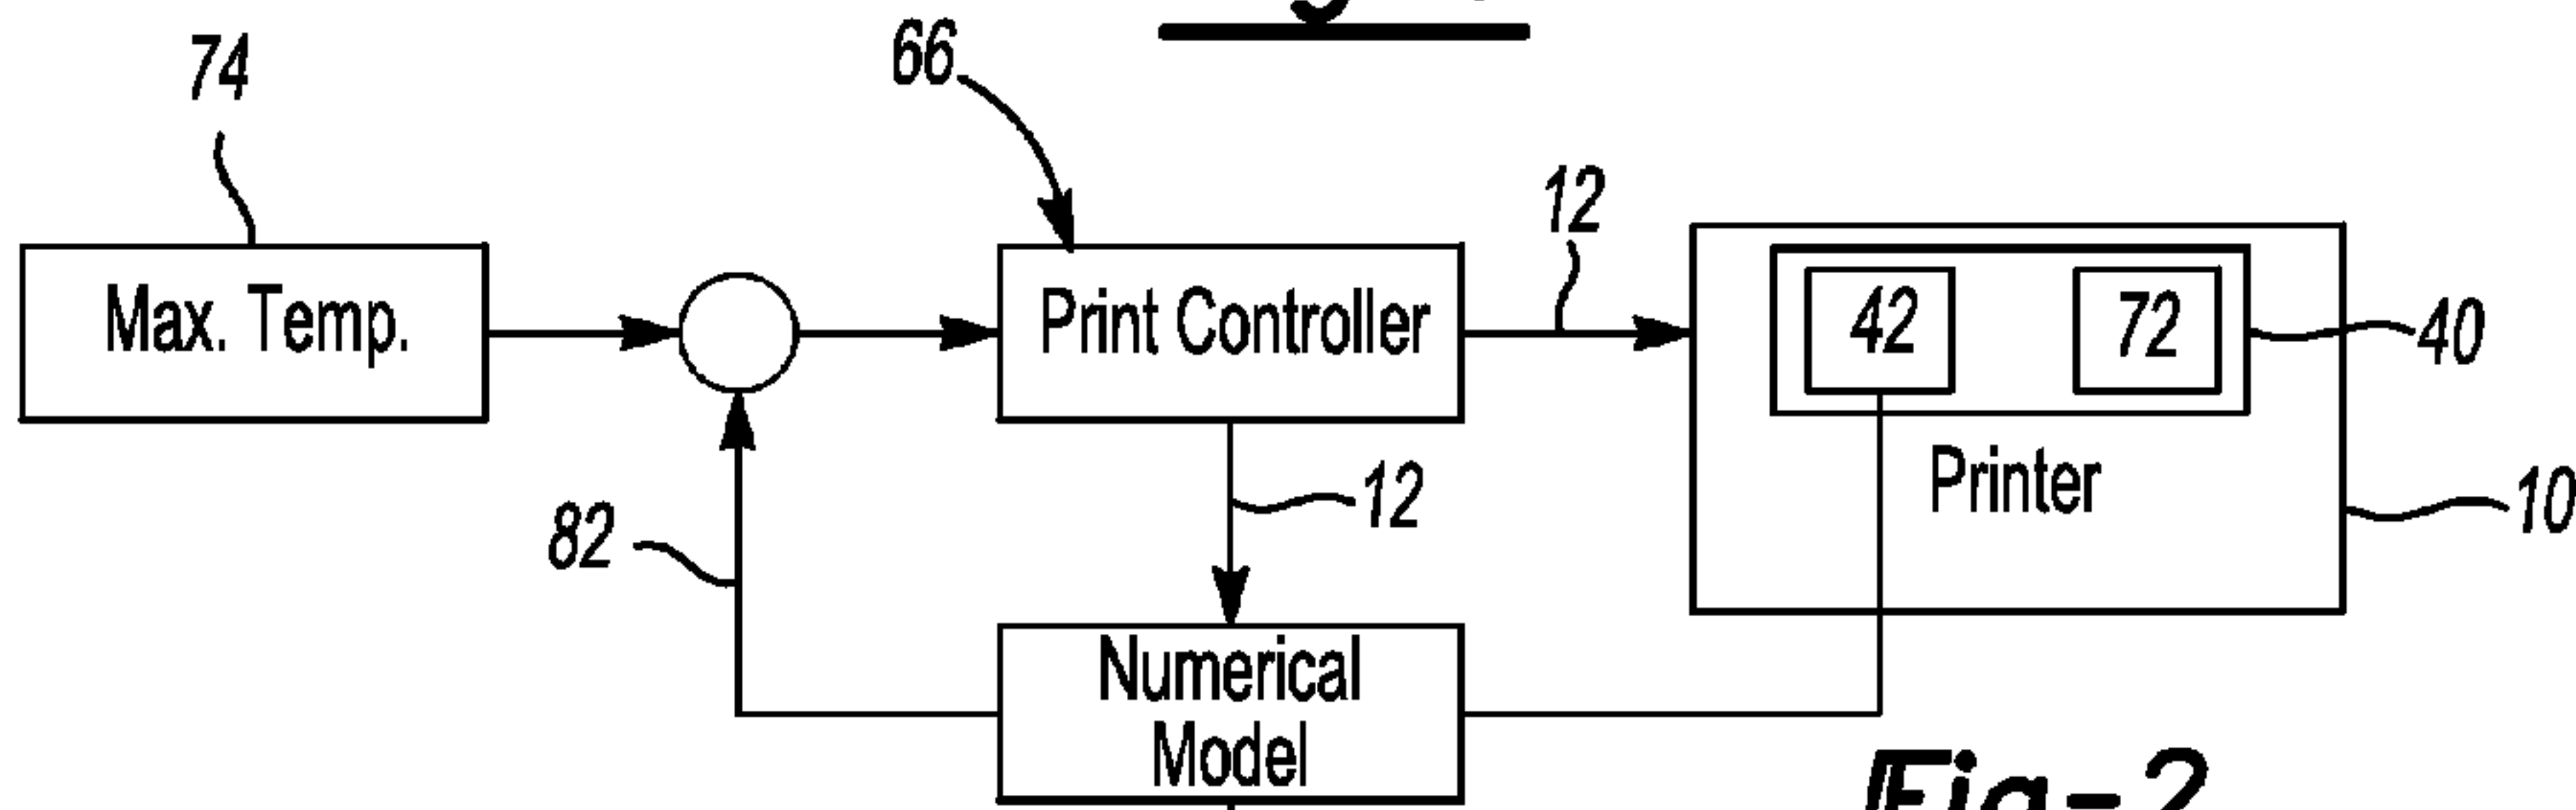 74
66
12
Max. Temp.
Print Controller
42
72
40
Printer
10
82
12
Numerical
Model
Fig-2